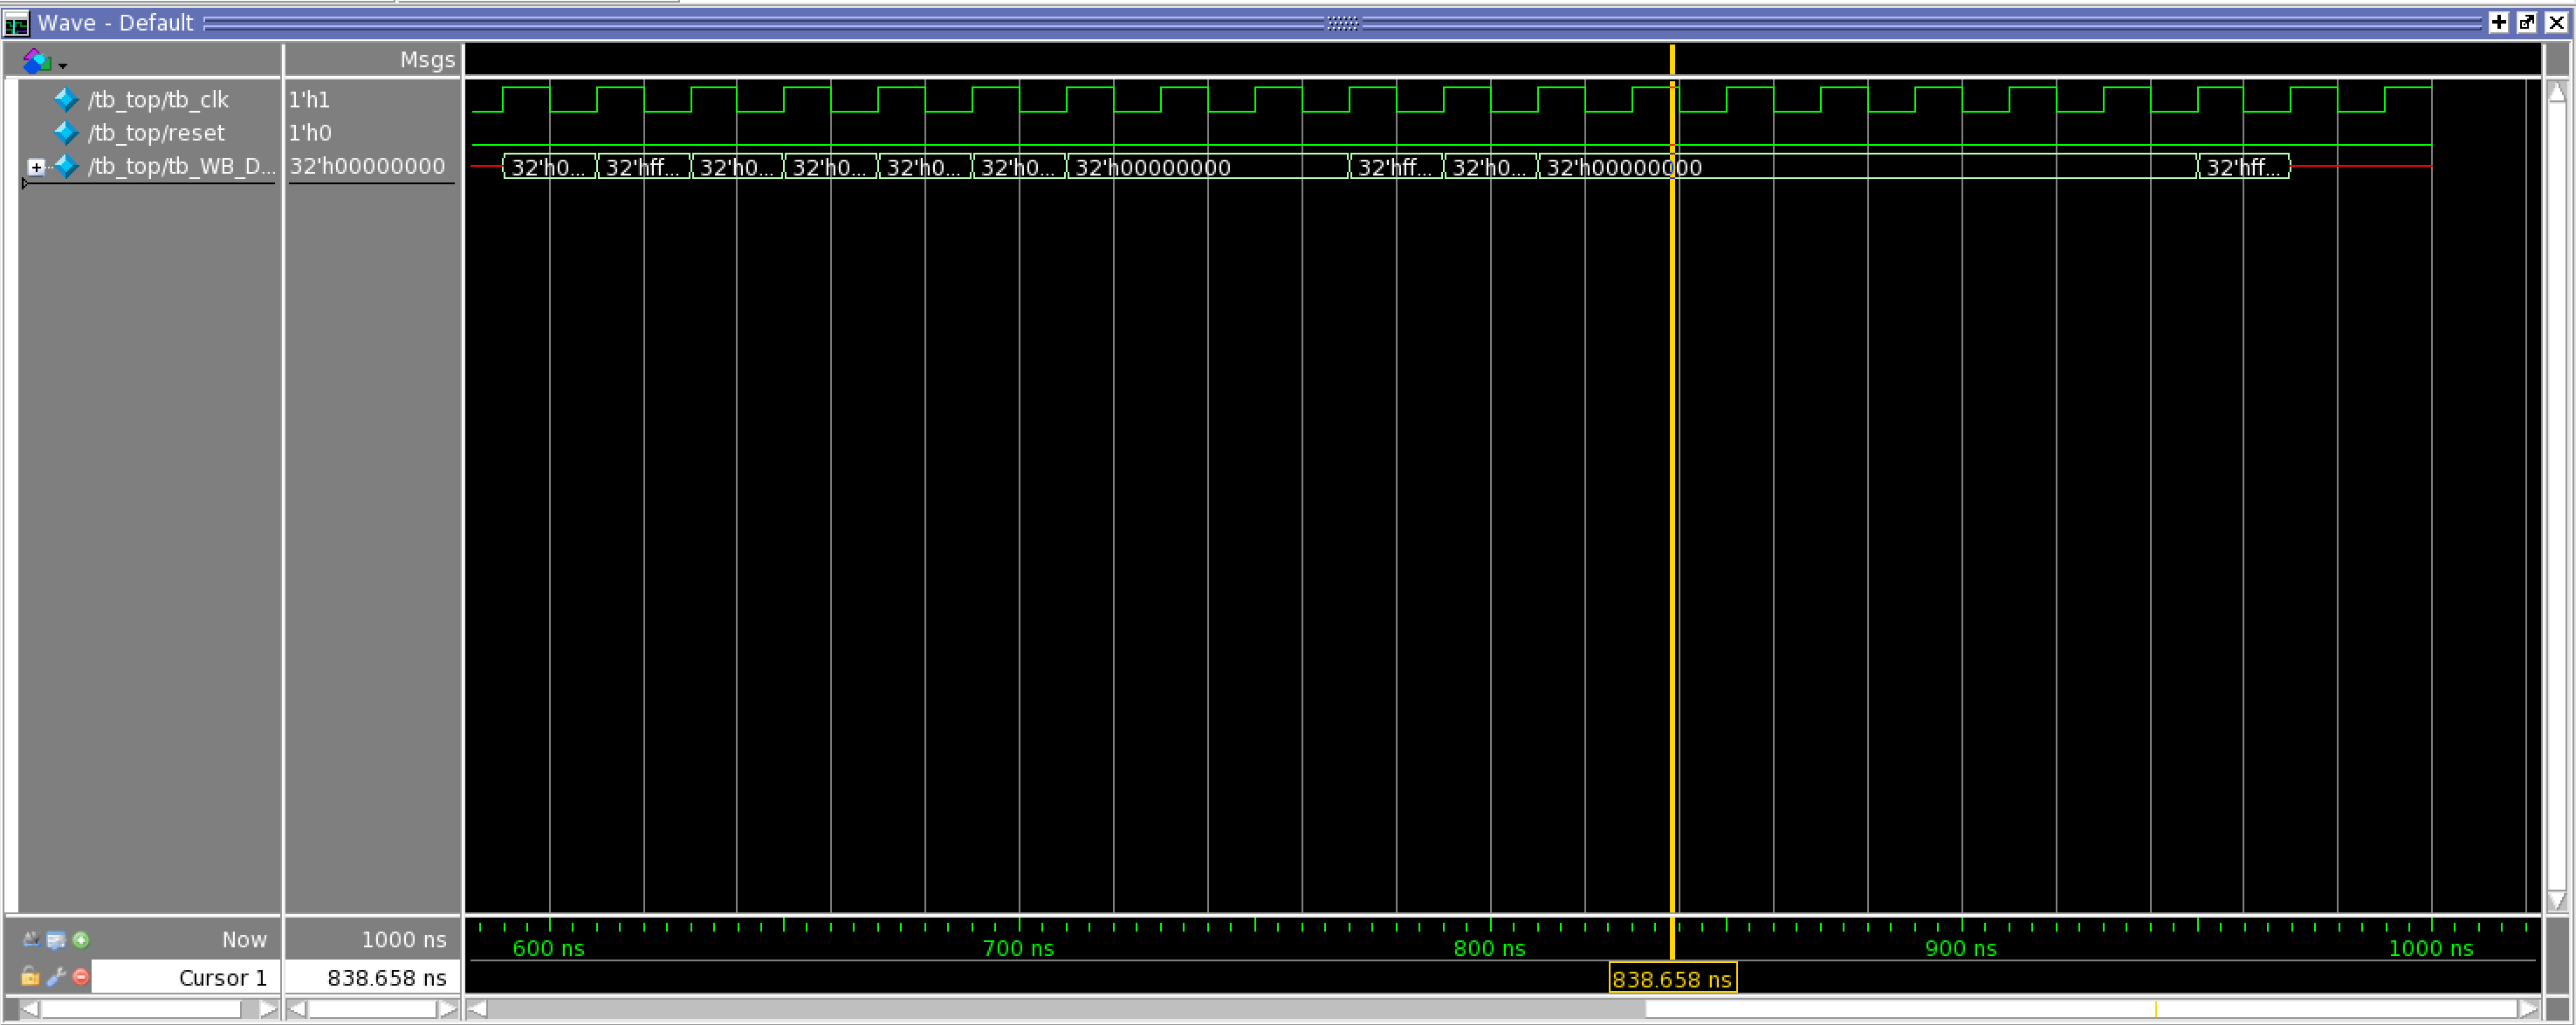 Wave - Default
Msgs
/tb_top/tb_clk 1'h1
/tb_top/reset 1'h0
/tb_top/tb_WB_D... 32'h00000000 32'h0... 32'hff... 32'h0... 32'h0... 32'h0... 32'h0... 32'h00000000 32'hff... 32'h0... 32'h00000000 32'hff...
Now 1000 ns 600 ns 700 ns 800 ns 900 ns 1000 ns
Cursor 1 838.658 ns 838.658 ns